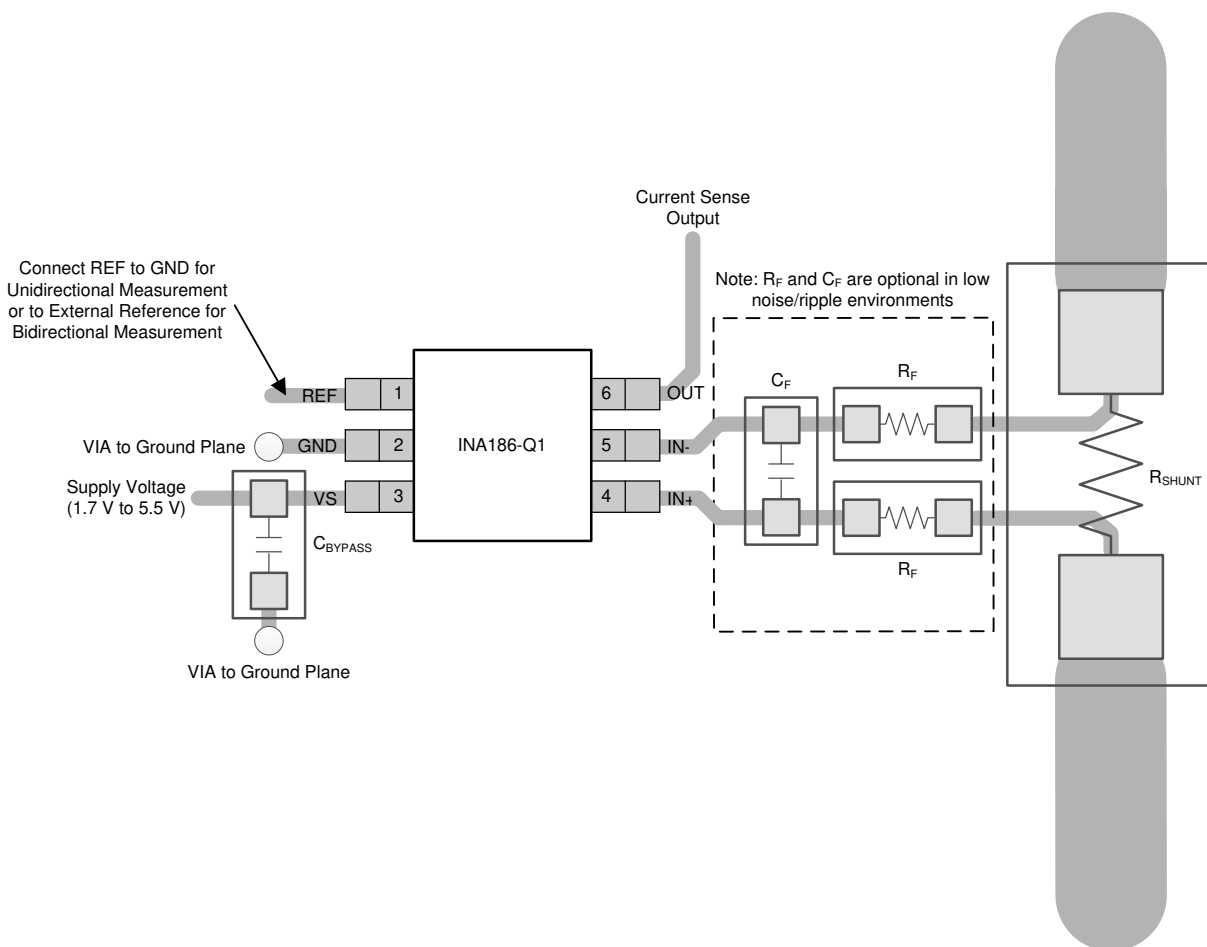 Current Sense
Output
Connect REF to GND for
Unidirectional Measurement
or to External Reference for
Bidirectional Measurement
Note: RF and CF are optional in low
noise/ripple environments
REF
1
6
OUT
CF
RF
VIA to Ground Plane
GND
2
INA186-Q1
5
IN-
Supply Voltage
(1.7 V to 5.5 V)
VS
3
4
IN+
RSHUNT
CBYPASS
RF
VIA to Ground Plane